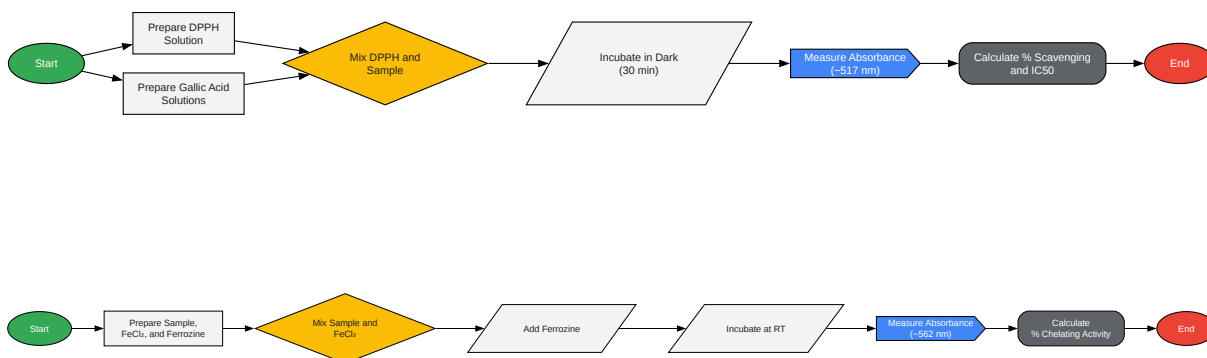 Start
Prepare DPPH
Solution
Prepare Gallic Acid
Solutions
Mix DPPH and
Sample
Incubate in Dark
(30 min)
Measure Absorbance
(~517 nm)
Calculate % Scavenging
and IC50
End
Start
Prepare Sample,
FeCl₂, and Ferrozine
Mix Sample and
FeCl₂
Add Ferrozine
Incubate at RT
Measure Absorbance
(~562 nm)
Calculate
% Chelating Activity
End